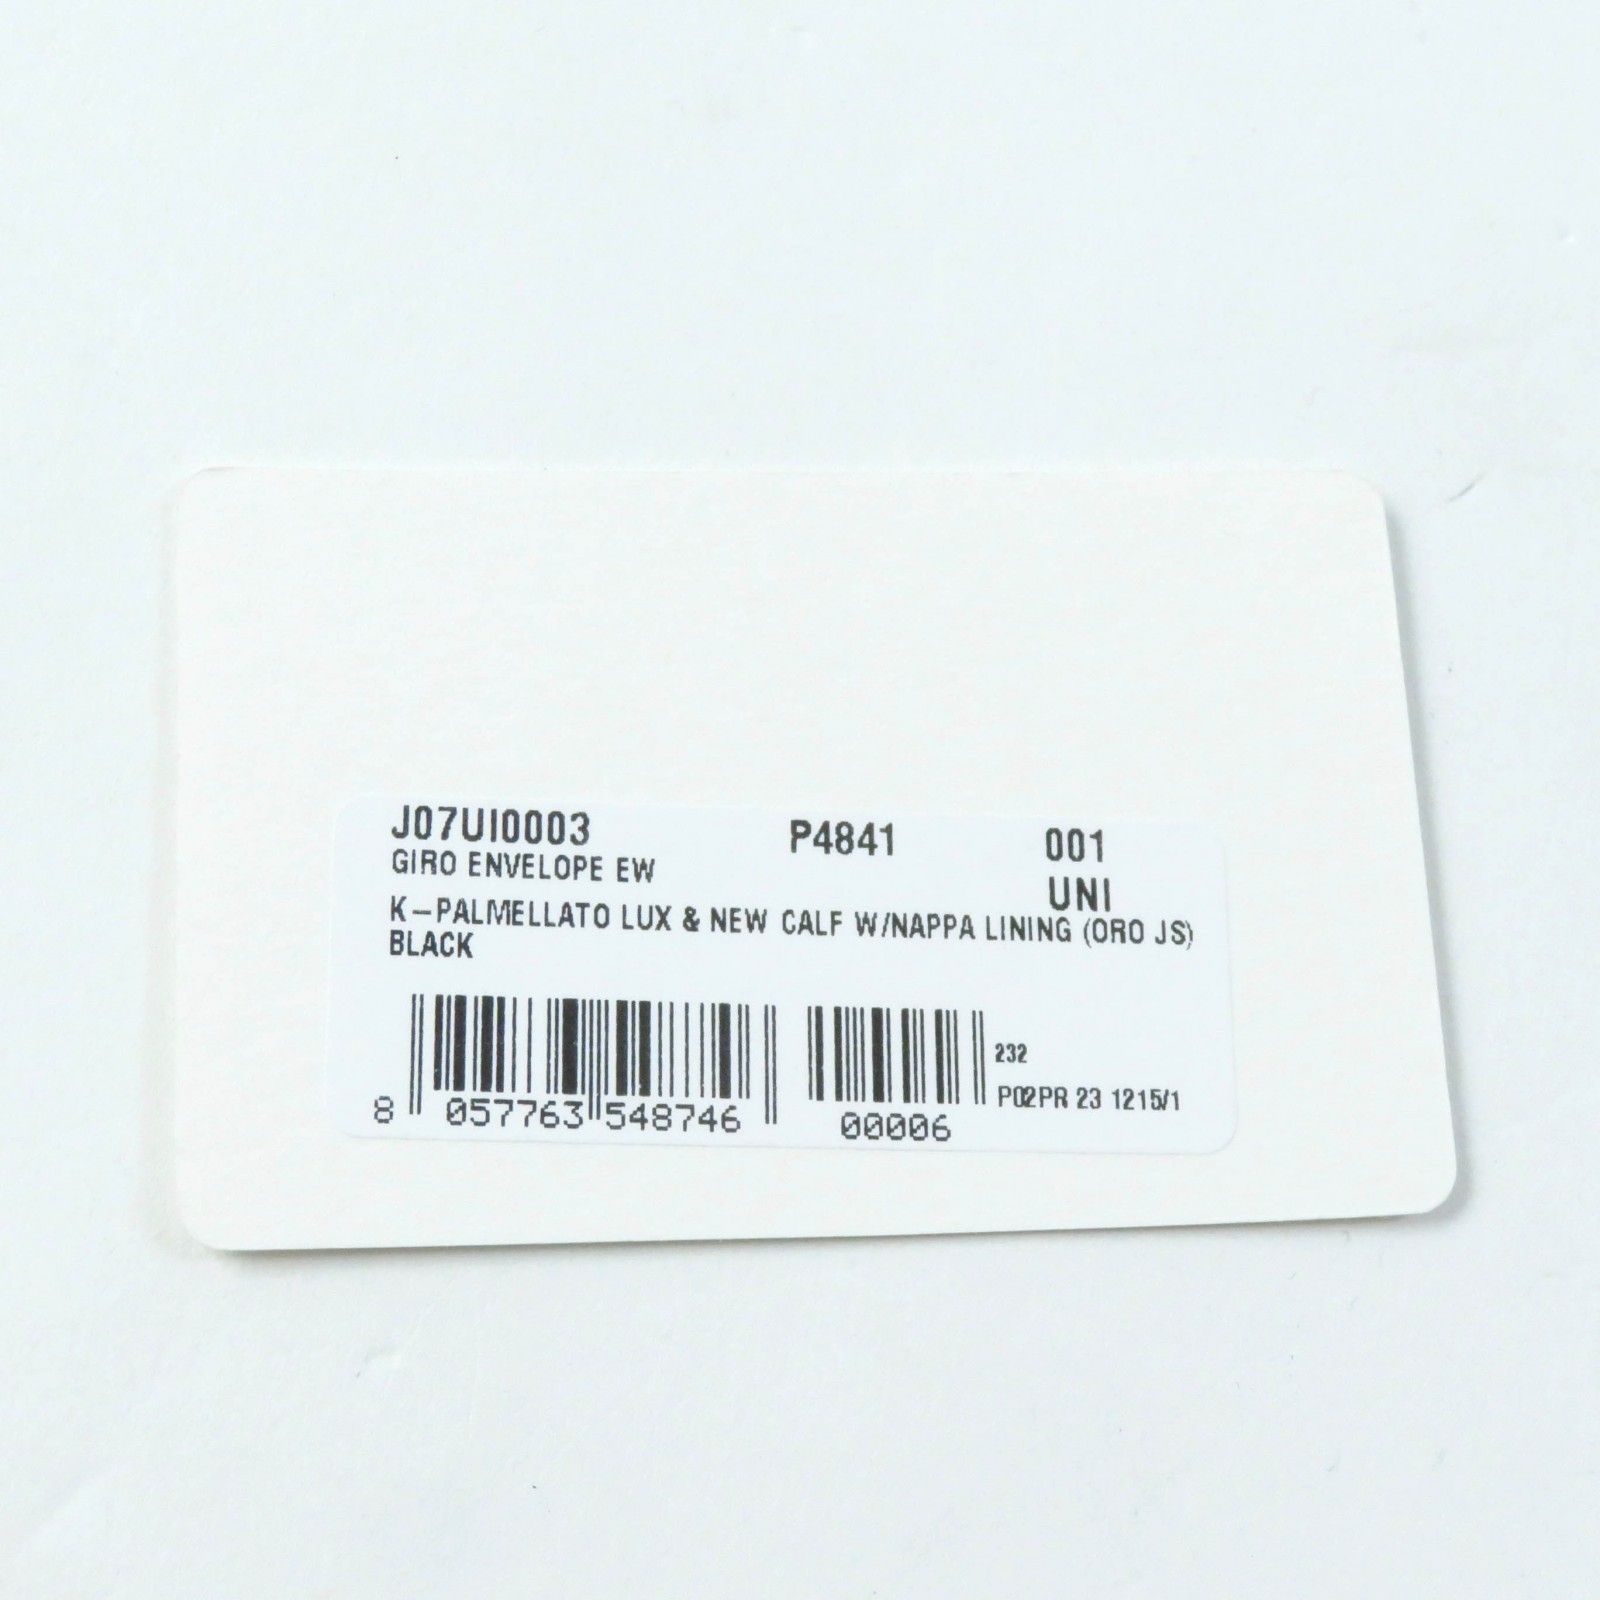 J07UI0003 P4841 001
GIRO ENVELOPE EW UNI
K-PALMELLATO LUX & NEW CALF W/NAPPA LINING (ORO JS)
BLACK
232
P02PR 23 1215/1
8 057763 548746 00006